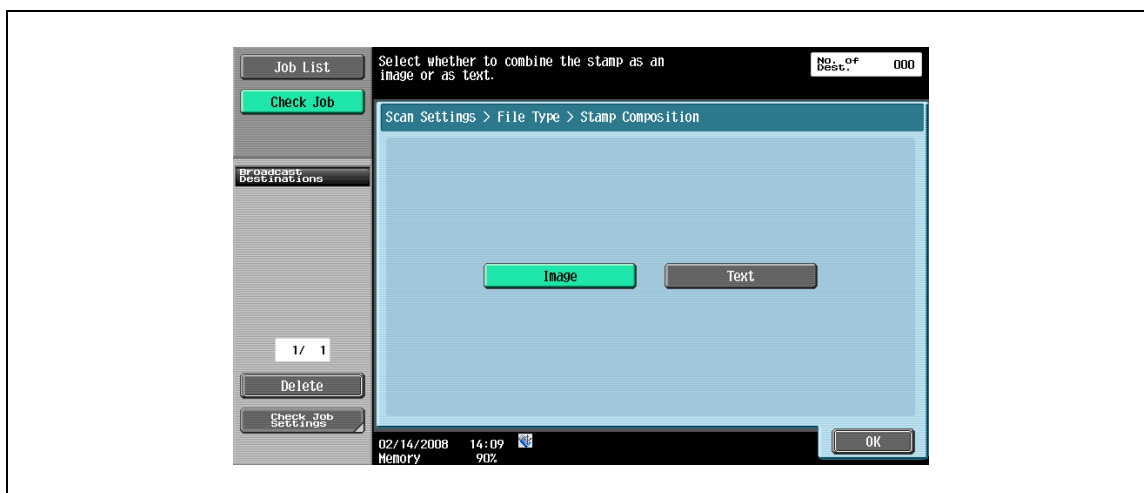 Job List
Check Job
Broadcast
Destinations
1/ 1
Delete
Check Job
Settings
Select whether to combine the stamp as an
image or as text.
No. of
Dest.
000
Scan Settings > File Type > Stamp Composition
Image
Text
02/14/2008 14:09
Memory 90%
OK